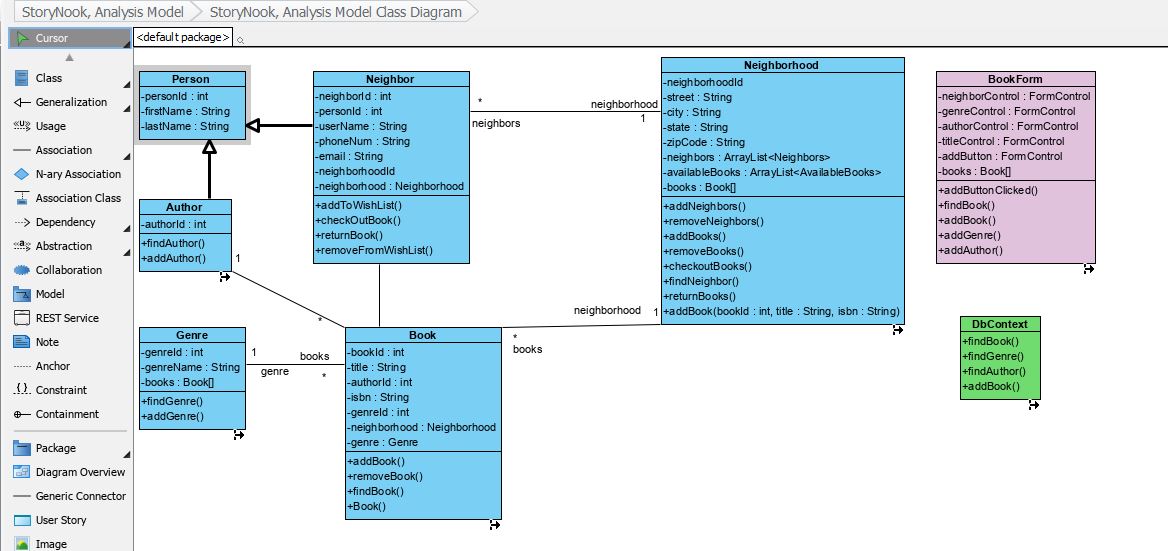 StoryNook, Analysis Model
StoryNook, Analysis Model Class Diagram
Cursor
Class
Generalization
Usage
Association
N-ary Association
Association Class
Dependency
Abstraction
Collaboration
Model
REST Service
Note
Anchor
Constraint
Containment
Package
Diagram Overview
Generic Connector
User Story
Image
<default package>
Person
-personId : int
-firstName : String
-lastName : String
Neighbor
-neighborId : int
-personId : int
-userName : String
-phoneNum : String
-email : String
-neighborhoodId
-neighborhood : Neighborhood
+addToWishList()
+checkOutBook()
+returnBook()
+removeFromWishList()
*
neighbors
neighborhood
1
Neighborhood
-neighborhoodId
-street : String
-city : String
-state : String
-zipCode : String
-neighbors : ArrayList<Neighbors>
-availableBooks : ArrayList<AvailableBooks>
-books : Book[]
+addNeighbors()
+removeNeighbors()
+addBooks()
+removeBooks()
+checkoutBooks()
+findNeighbor()
+returnBooks()
+addBook(bookId : int, title : String, isbn : String)
BookForm
-neighborControl : FormControl
-genreControl : FormControl
-authorControl : FormControl
-titleControl : FormControl
-addButton : FormControl
-books : Book[]
+addButtonClicked()
+findBook()
+addBook()
+addGenre()
+addAuthor()
Author
-authorId : int
+findAuthor()
+addAuthor()
1
*
neighborhood
1
*
books
Genre
-genreId : int
-genreName : String
-books : Book[]
+findGenre()
+addGenre()
1
books
genre
*
Book
-bookId : int
-title : String
-authorId : int
-isbn : String
-genreId : int
-neighborhood : Neighborhood
-genre : Genre
+addBook()
+removeBook()
+findBook()
+Book()
DbContext
+findBook()
+findGenre()
+findAuthor()
+addBook()